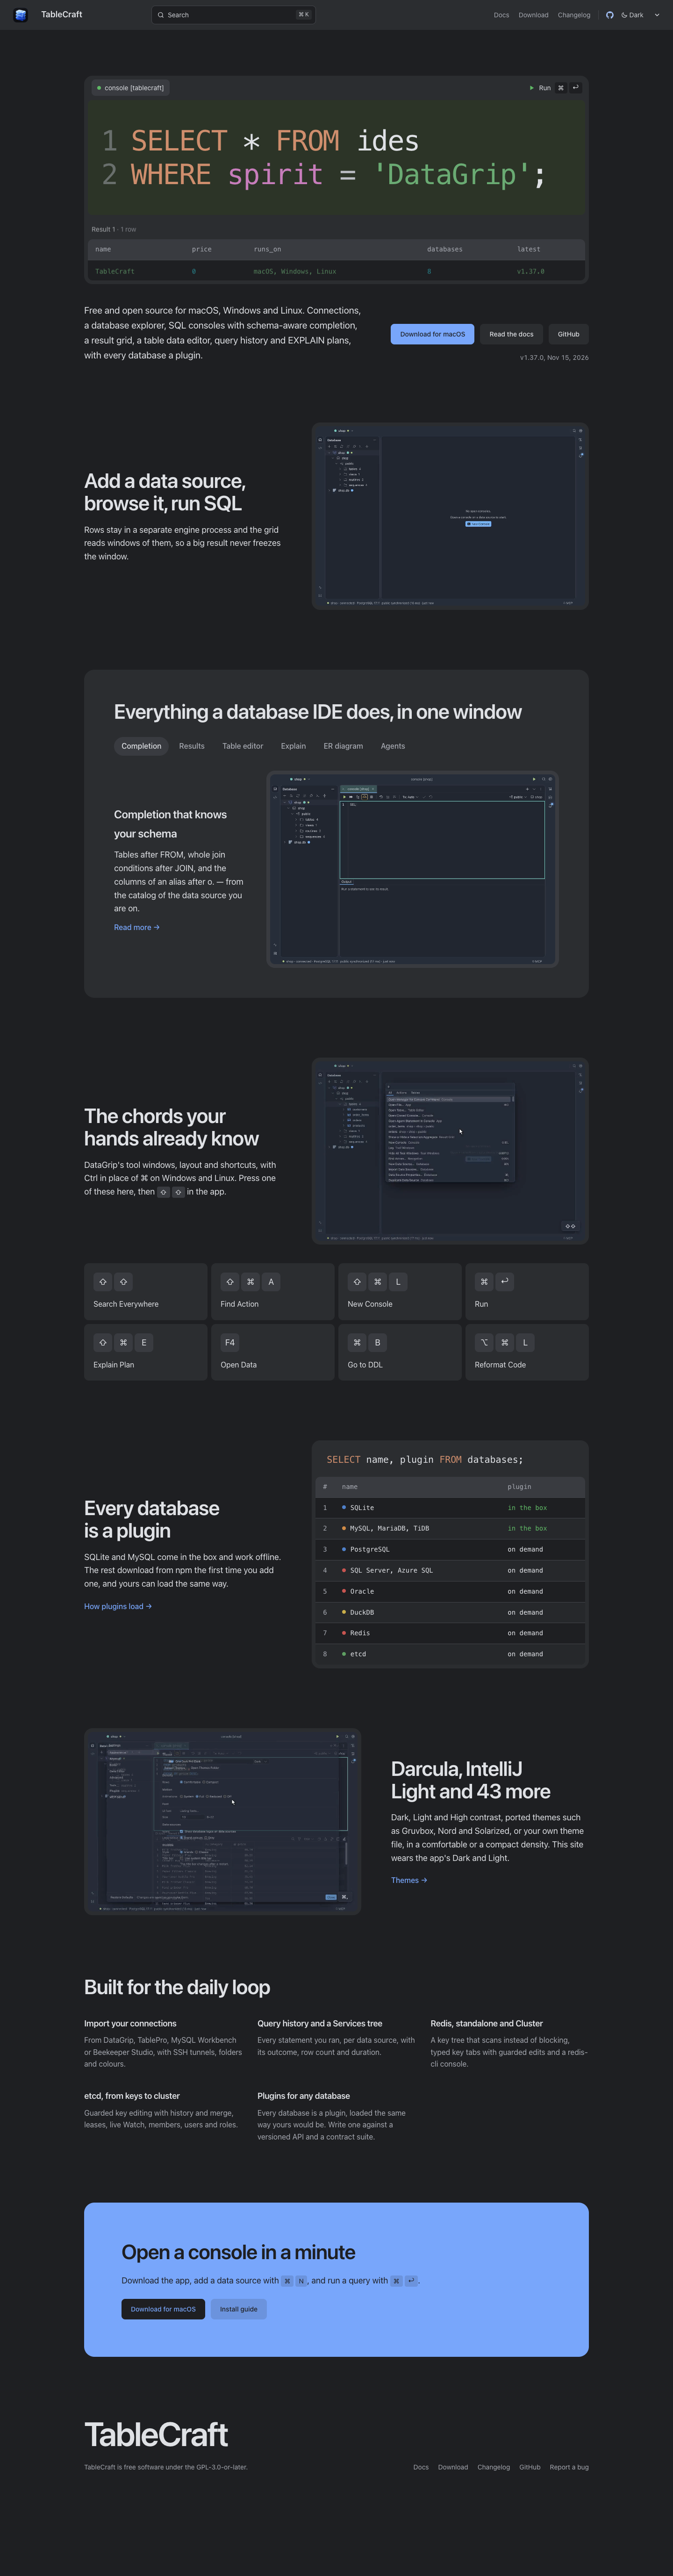 TableCraft
Search
⌘ K
Docs
Download
Changelog
Dark
console [tablecraft]
Run ⌘ ↵
1 SELECT * FROM ides
2 WHERE spirit = 'DataGrip';
Result 1 · 1 row
name price runs_on databases latest
TableCraft 0 macOS, Windows, Linux 8 v1.37.0
Free and open source for macOS, Windows and Linux. Connections,
a database explorer, SQL consoles with schema-aware completion,
a result grid, a table data editor, query history and EXPLAIN plans,
with every database a plugin.
Download for macOS
Read the docs
GitHub
v1.37.0, Nov 15, 2026
Add a data source,
browse it, run SQL
Rows stay in a separate engine process and the grid
reads windows of them, so a big result never freezes
the window.
Everything a database IDE does, in one window
Completion Results Table editor Explain ER diagram Agents
Completion that knows
your schema
Tables after FROM, whole join
conditions after JOIN, and the
columns of an alias after o. — from
the catalog of the data source you
are on.
Read more →
The chords your
hands already know
DataGrip's tool windows, layout and shortcuts, with
Ctrl in place of ⌘ on Windows and Linux. Press one
of these here, then ⇧ ⇧ in the app.
⇧ ⇧
Search Everywhere
⇧ ⌘ A
Find Action
⇧ ⌘ L
New Console
⌘ ↵
Run
⇧ ⌘ E
Explain Plan
F4
Open Data
⌘ B
Go to DDL
⌥ ⌘ L
Reformat Code
Every database
is a plugin
SQLite and MySQL come in the box and work offline.
The rest download from npm the first time you add
one, and yours can load the same way.
How plugins load →
SELECT name, plugin FROM databases;
# name plugin
1 SQLite in the box
2 MySQL, MariaDB, TiDB in the box
3 PostgreSQL on demand
4 SQL Server, Azure SQL on demand
5 Oracle on demand
6 DuckDB on demand
7 Redis on demand
8 etcd on demand
Darcula, IntelliJ
Light and 43 more
Dark, Light and High contrast, ported themes such
as Gruvbox, Nord and Solarized, or your own theme
file, in a comfortable or a compact density. This site
wears the app's Dark and Light.
Themes →
Built for the daily loop
Import your connections
From DataGrip, TablePro, MySQL Workbench
or Beekeeper Studio, with SSH tunnels, folders
and colours.
Query history and a Services tree
Every statement you ran, per data source, with
its outcome, row count and duration.
Redis, standalone and Cluster
A key tree that scans instead of blocking,
typed key tabs with guarded edits and a redis-
cli console.
etcd, from keys to cluster
Guarded key editing with history and merge,
leases, live Watch, members, users and roles.
Plugins for any database
Every database is a plugin, loaded the same
way yours would be. Write one against a
versioned API and a contract suite.
Open a console in a minute
Download the app, add a data source with ⌘ N, and run a query with ⌘ ↵.
Download for macOS
Install guide
TableCraft
TableCraft is free software under the GPL-3.0-or-later.
Docs Download Changelog GitHub Report a bug